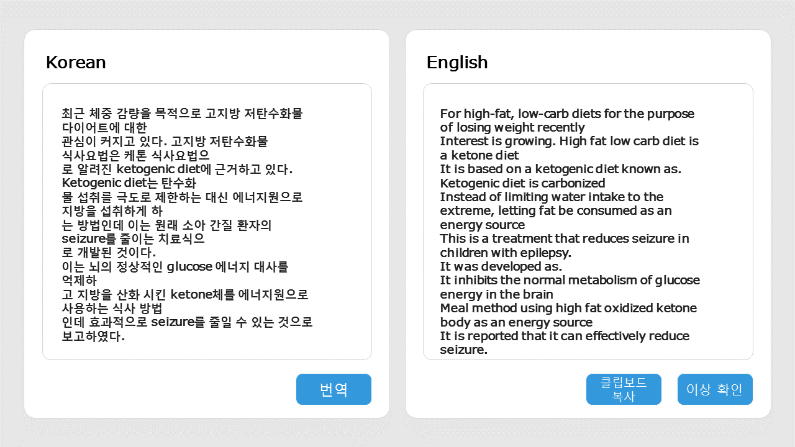 Korean
최근 체중 감량을 목적으로 고지방 저탄수화물
다이어트에 대한
관심이 커지고 있다. 고지방 저탄수화물
식사요법은 케톤 식사요법으
로 알려진 ketogenic diet에 근거하고 있다.
Ketogenic diet는 탄수화
물 섭취를 극도로 제한하는 대신 에너지원으로
지방을 섭취하게 하
는 방법인데 이는 원래 소아 간질 환자의
seizure를 줄이는 치료식으
로 개발된 것이다.
이는 뇌의 정상적인 glucose 에너지 대사를
억제하
고 지방을 산화 시킨 ketone체를 에너지원으로
사용하는 식사 방법
인데 효과적으로 seizure를 줄일 수 있는 것으로
보고하였다.
번역
English
For high-fat, low-carb diets for the purpose
of losing weight recently
Interest is growing. High fat low carb diet is
a ketone diet
It is based on a ketogenic diet known as.
Ketogenic diet is carbonized
Instead of limiting water intake to the
extreme, letting fat be consumed as an
energy source
This is a treatment that reduces seizure in
children with epilepsy.
It was developed as.
It inhibits the normal metabolism of glucose
energy in the brain
Meal method using high fat oxidized ketone
body as an energy source
It is reported that it can effectively reduce
seizure.
클립보드
복사
이상 확인